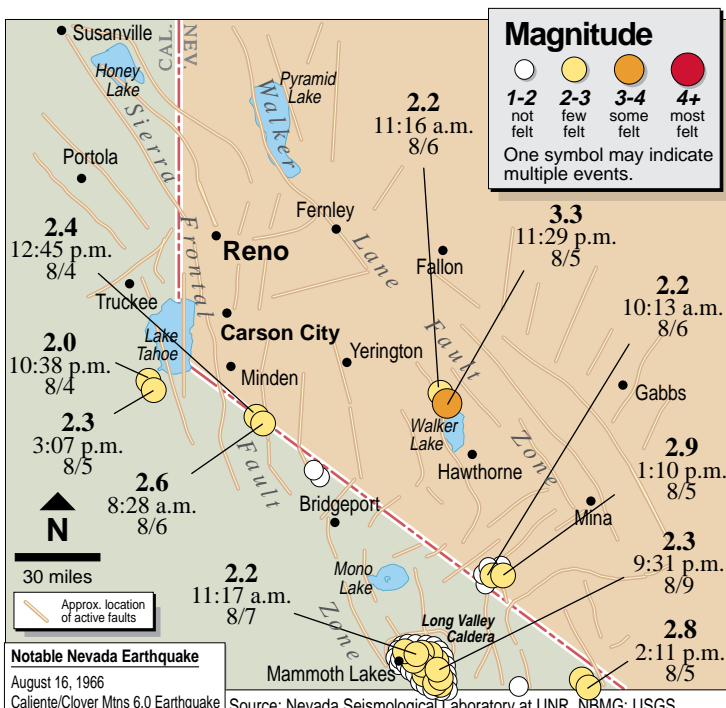 Susanville
CAL.
NEV.
Honey
Lake
Pyramid
Lake
Magnitude
1-2
not
felt
2-3
few
felt
3-4
some
felt
4+
most
felt
One symbol may indicate
multiple events.
Sierra Frontal Fault Zone
Walker Lane Fault Zone
Portola
2.2
11:16 a.m.
8/6
Fernley
Reno
2.4
12:45 p.m.
8/4
3.3
11:29 p.m.
8/5
Fallon
Truckee
2.2
10:13 a.m.
8/6
Carson City
Lake
Tahoe
2.0
10:38 p.m.
8/4
Yerington
Minden
Gabbs
2.3
3:07 p.m.
8/5
Walker
Lake
Hawthorne
2.9
1:10 p.m.
8/5
2.6
8:28 a.m.
8/6
Bridgeport
Mina
N
30 miles
2.3
9:31 p.m.
8/9
2.2
11:17 a.m.
8/7
Mono
Lake
Approx. location
of active faults
Long Valley
Caldera
2.8
2:11 p.m.
8/5
Mammoth Lakes
Notable Nevada Earthquake
August 16, 1966
Caliente/Clover Mtns 6.0 Earthquake
Source: Nevada Seismological Laboratory at UNR, NBMG; USGS